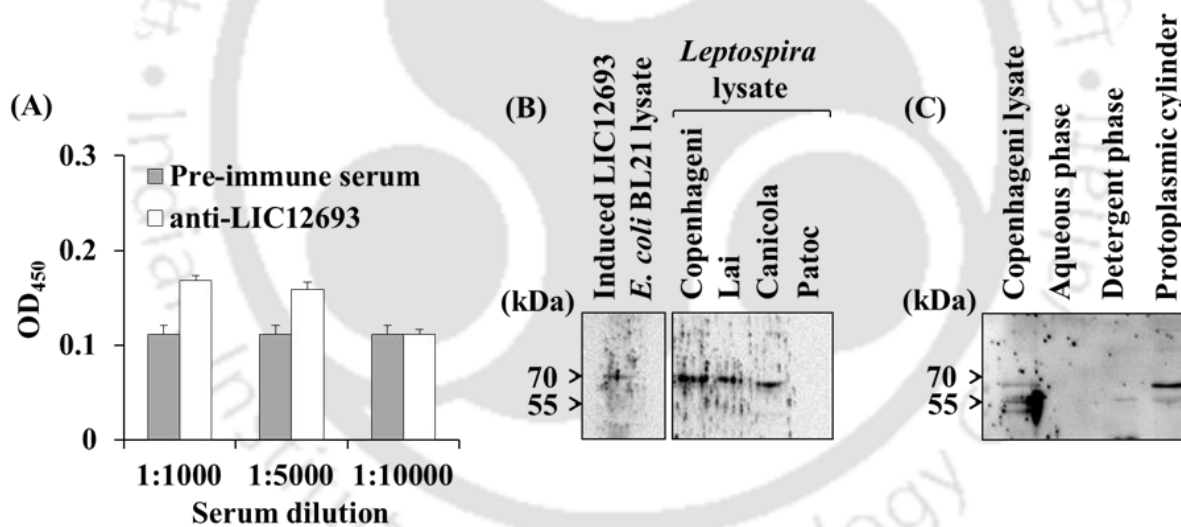 (A)
0.3
0.2
0.1
0
OD450
Pre-immune serum
anti-LIC12693
1:1000 1:5000 1:10000
Serum dilution
(B)
Induced LIC12693
E. coli BL21 lysate
Leptospira
lysate
Copenhageni
Lai
Canicola
Patoc
(kDa)
70
55
(C)
Copenhageni lysate
Aqueous phase
Detergent phase
Protoplasmic cylinder
(kDa)
70
55